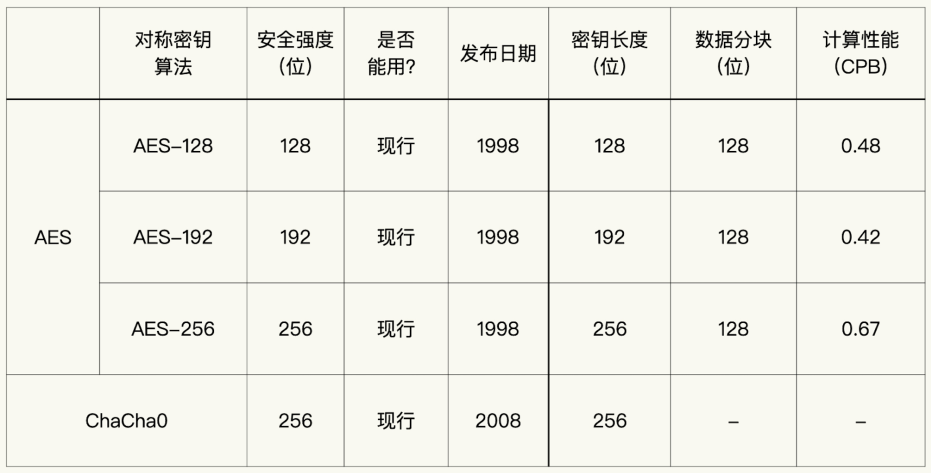 对称密钥
算法
安全强度
（位）
是否
能用？
发布日期
密钥长度
（位）
数据分块
（位）
计算性能
（CPB）
AES
AES–128
128
现行
1998
128
128
0.48
AES–192
192
现行
1998
192
128
0.42
AES–256
256
现行
1998
256
128
0.67
ChaCha0
256
现行
2008
256
–
–